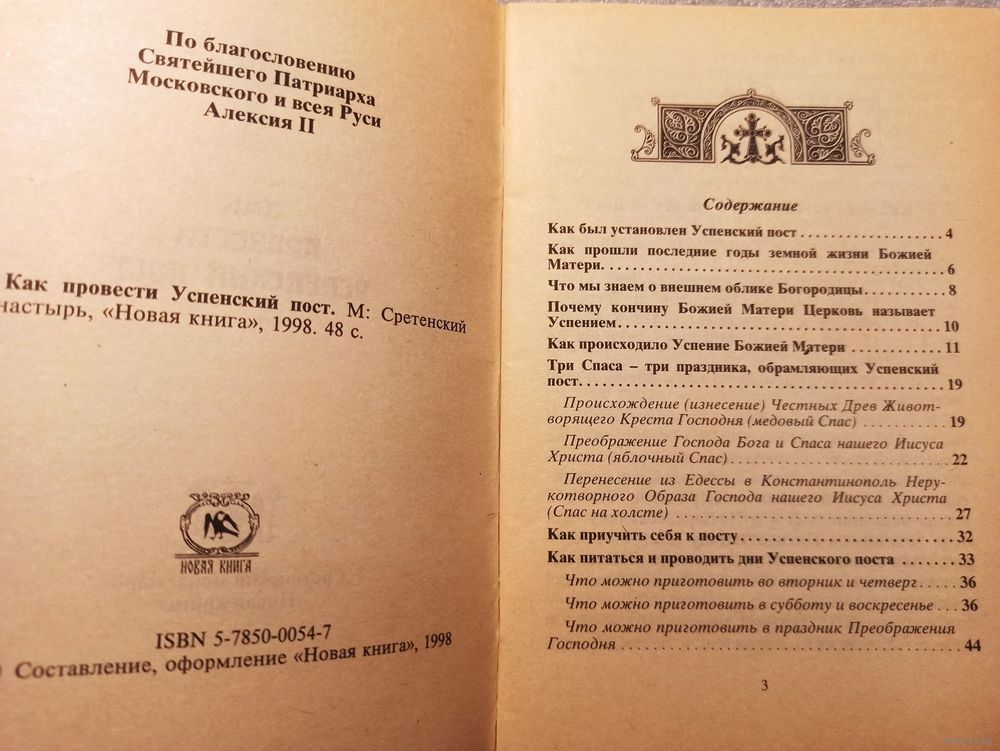 По благословению
Святейшего Патриарха
Московского и всея Руси
Алексия II
Как провести Успенский пост. М: Сретенский
настырь, «Новая книга», 1998. 48 с.
НОВАЯ КНИГА
ISBN 5-7850-0054-7
Составление, оформление «Новая книга», 1998
Содержание
Как был установлен Успенский пост . . . . . . . . . . . . . . . . . . . . 4
Как прошли последние годы земной жизни Божией
Матери. . . . . . . . . . . . . . . . . . . . . . . . . . . . . . . . . . . . . . . . . . . . . . . 6
Что мы знаем о внешнем облике Богородицы . . . . . . . . . . . 8
Почему кончину Божией Матери Церковь называет
Успением. . . . . . . . . . . . . . . . . . . . . . . . . . . . . . . . . . . . . . . . . . . . 10
Как происходило Успение Божией Матери . . . . . . . . . . . . 11
Три Спаса – три праздника, обрамляющих Успенский
пост. . . . . . . . . . . . . . . . . . . . . . . . . . . . . . . . . . . . . . . . . . . . . . . . . 19
Происхождение (изнесение) Честных Древ Живот-
ворящего Креста Господня (медовый Спас) . . . . . . . . . . . 19
Преображение Господа Бога и Спаса нашего Иисуса
Христа (яблочный Спас) . . . . . . . . . . . . . . . . . . . . . . . . . . . . . 22
Перенесение из Едессы в Константинополь Неру-
котворного Образа Господа нашего Иисуса Христа
(Спас на холсте) . . . . . . . . . . . . . . . . . . . . . . . . . . . . . . . . . . . . 27
Как приучить себя к посту . . . . . . . . . . . . . . . . . . . . . . . . . . . . 32
Как питаться и проводить дни Успенского поста . . . . . . . 33
Что можно приготовить во вторник и четверг . . . . . 36
Что можно приготовить в субботу и воскресенье . . . 36
Что можно приготовить в праздник Преображения
Господня . . . . . . . . . . . . . . . . . . . . . . . . . . . . . . . . . . . . . . . . . . . . . 44
3